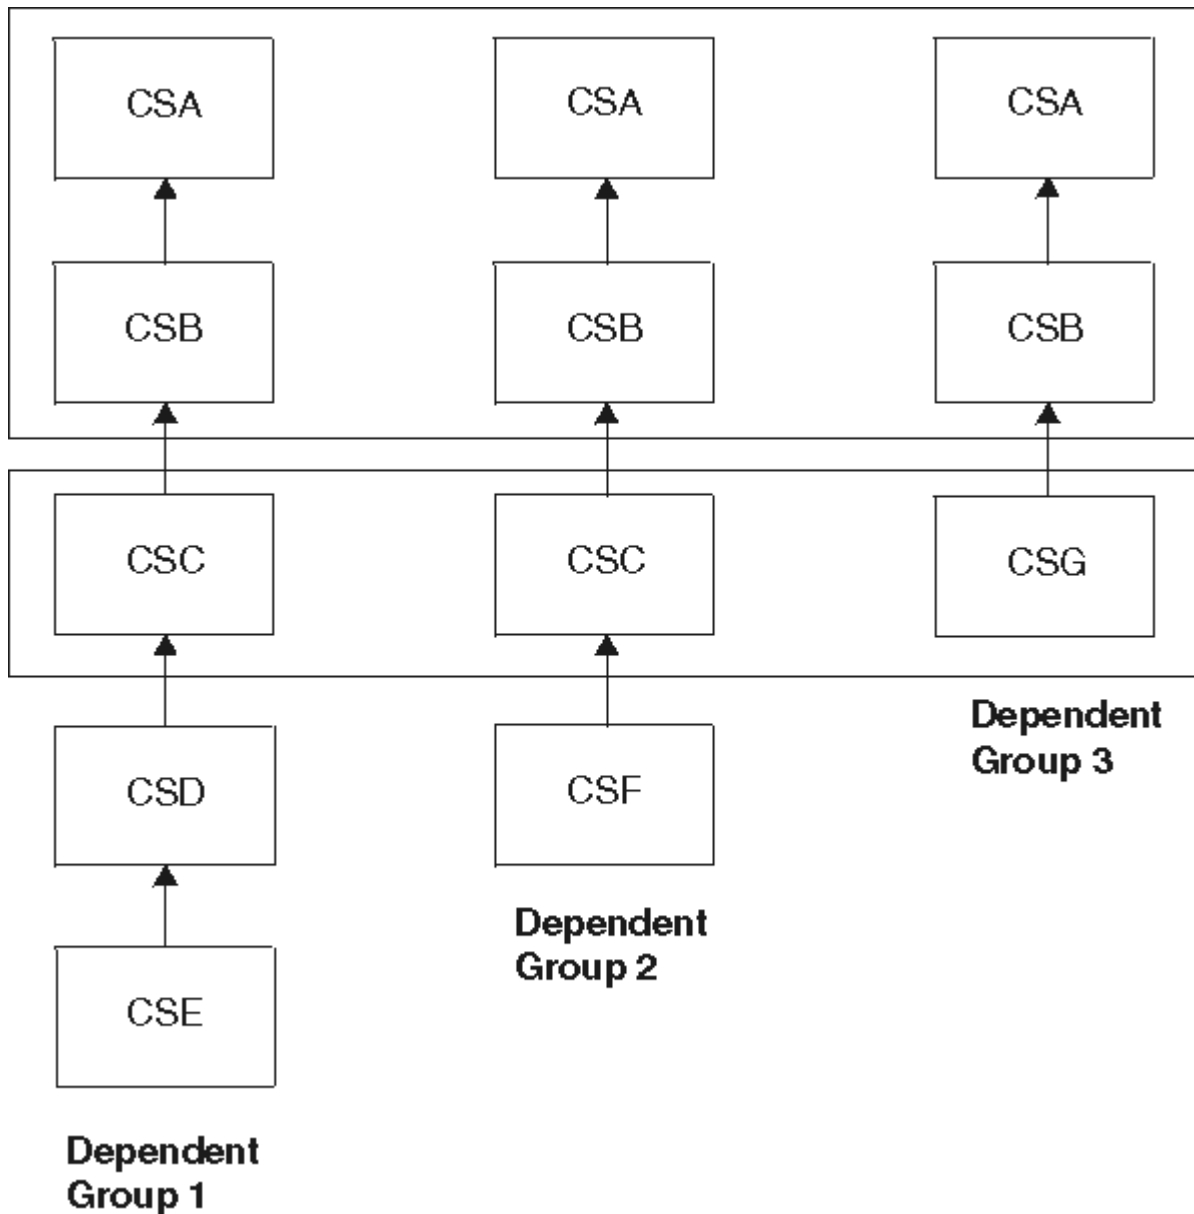 CSA
CSA
CSA
CSB
CSB
CSB
CSC
CSC
CSG
Dependent
Group 3
CSD
CSF
Dependent
Group 2
CSE
Dependent
Group 1